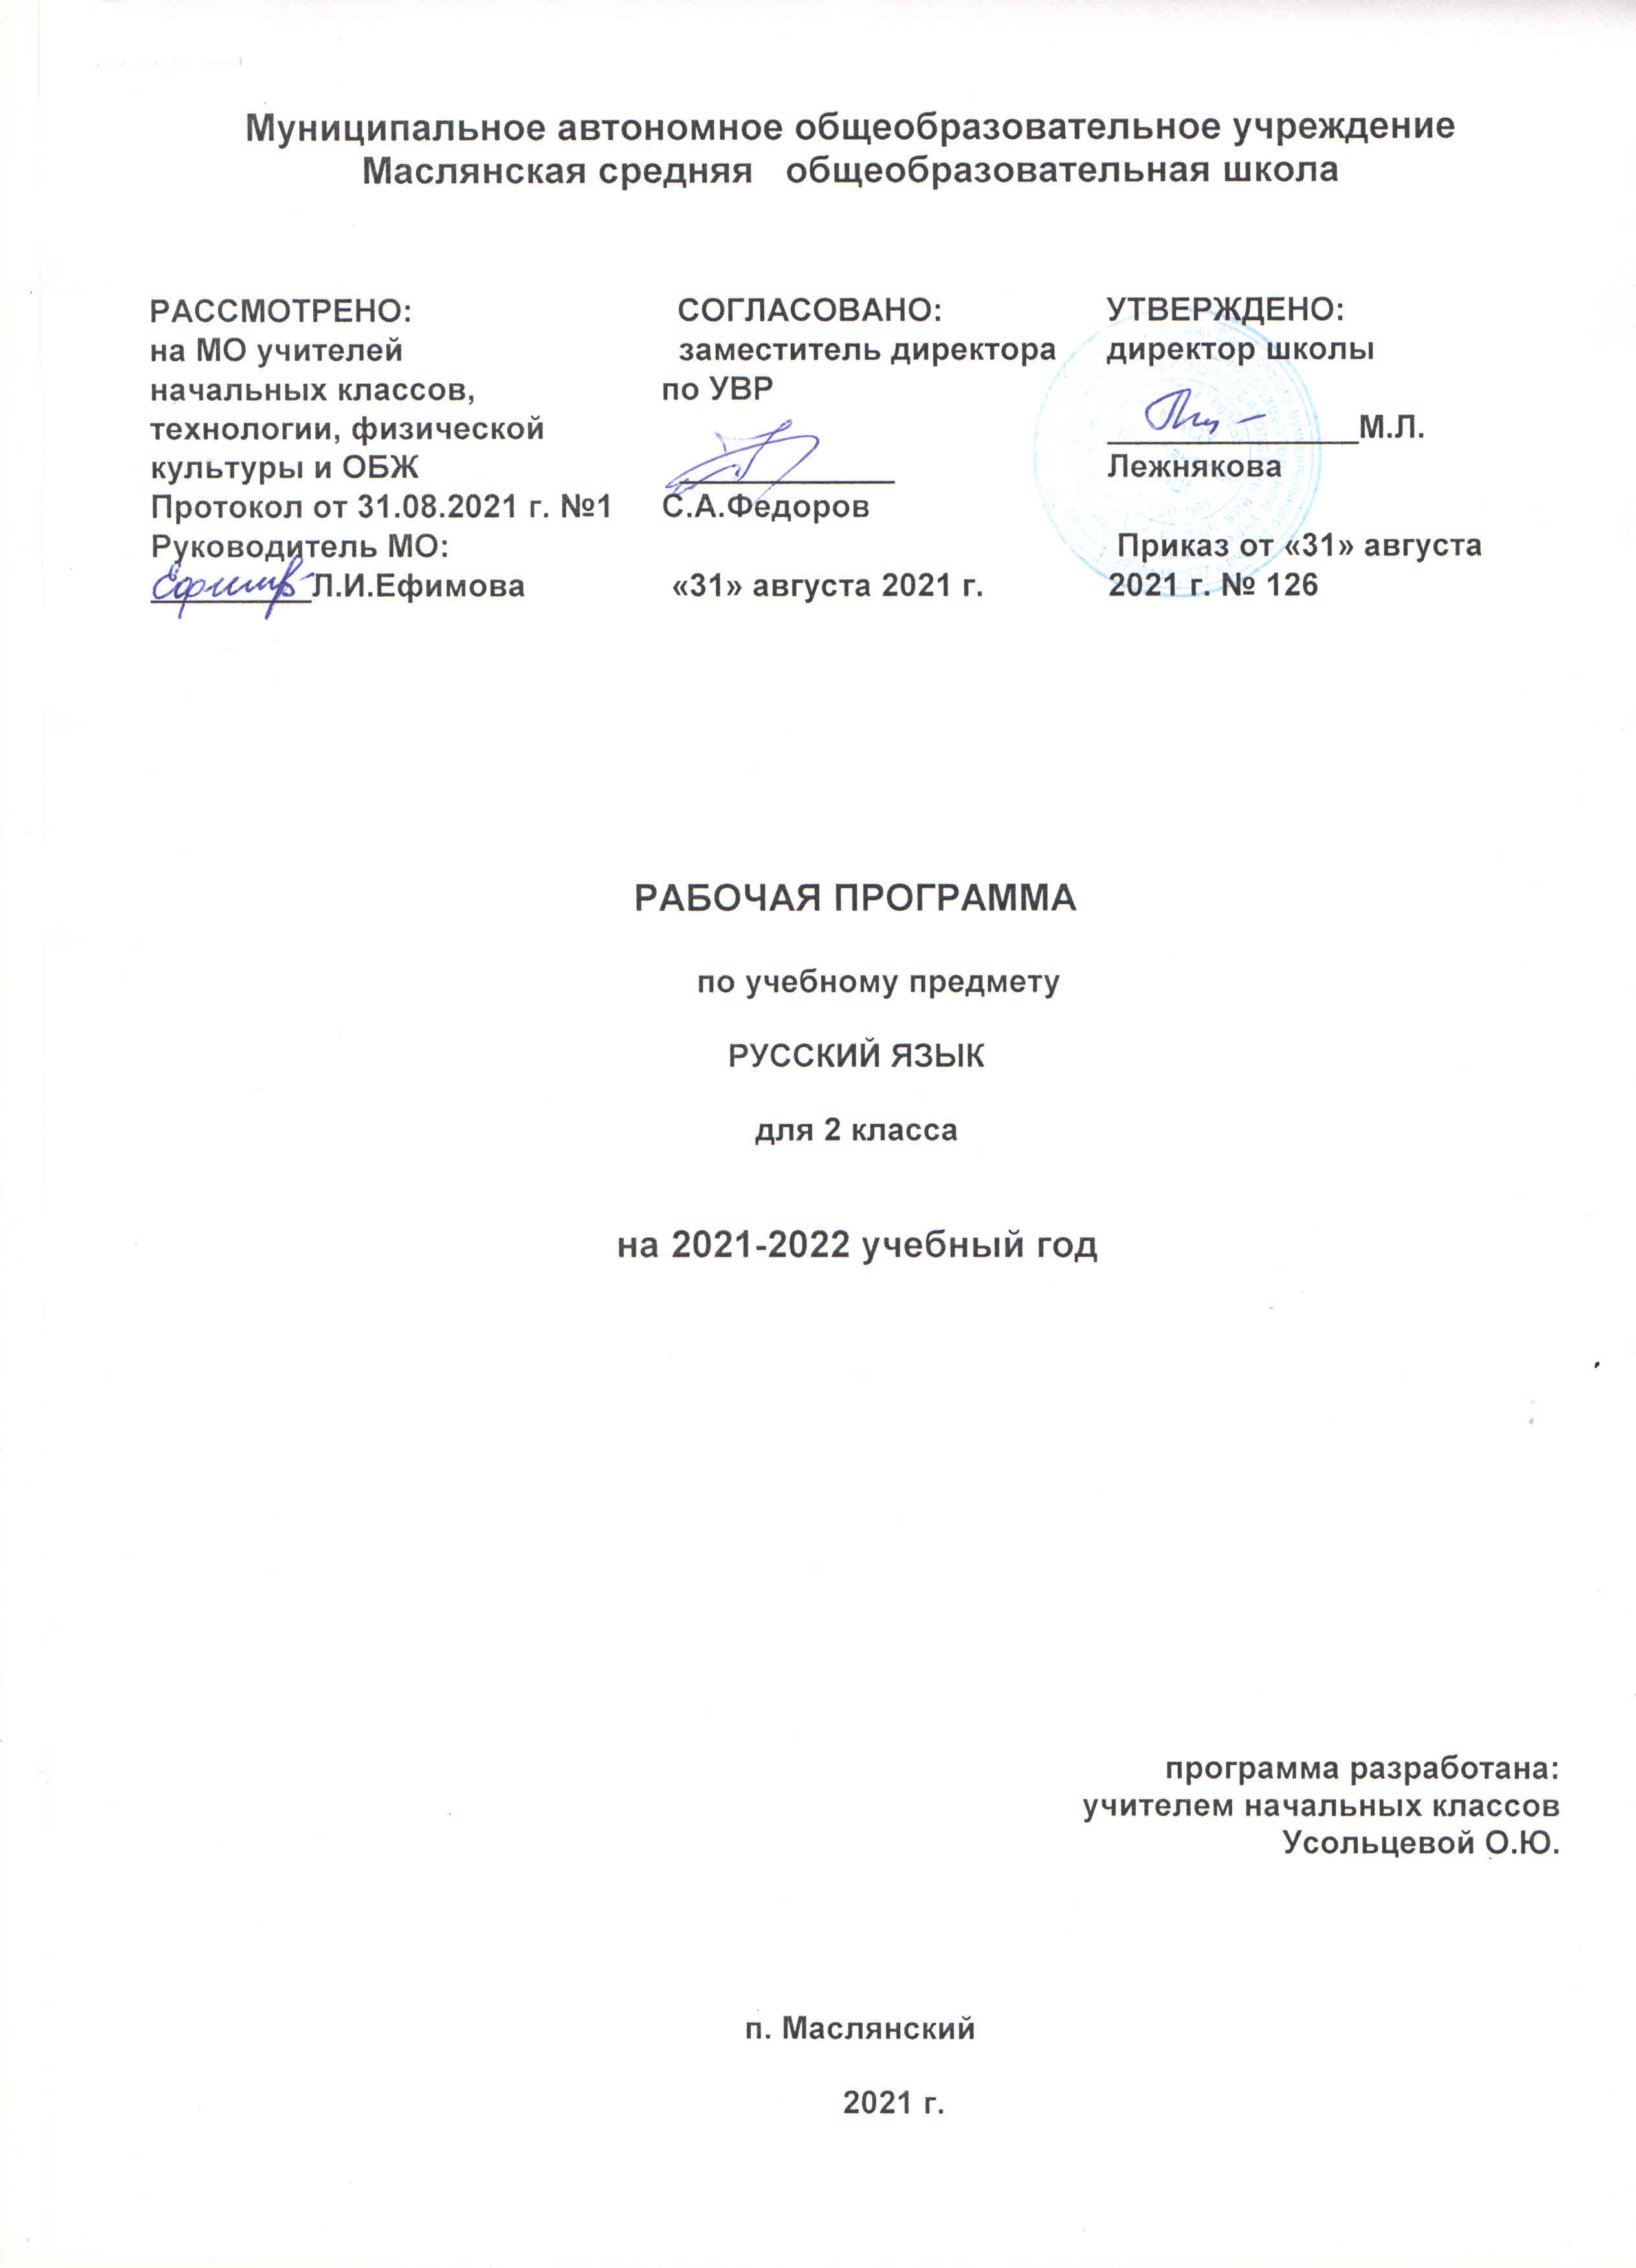 Муниципальное автономное общеобразовательное учреждение
Маслянская средняя общеобразовательная школа
РАССМОТРЕНО:
на МО учителей
начальных классов,
технологии, физической
культуры и ОБЖ
Протокол от 31.08.2021 г. №1
Руководитель МО:
Л.И.Ефимова
СОГЛАСОВАНО:
заместитель директора
по УВР
С.А.Федоров
«31» августа 2021 г.
УТВЕРЖДЕНО:
директор школы
М.Л.
Лежнякова
Приказ от «31» августа
2021 г. № 126
РАБОЧАЯ ПРОГРАММА
по учебному предмету
РУССКИЙ ЯЗЫК
для 2 класса
на 2021-2022 учебный год
программа разработана:
учителем начальных классов
Усольцевой О.Ю.
п. Маслянский
2021 г.